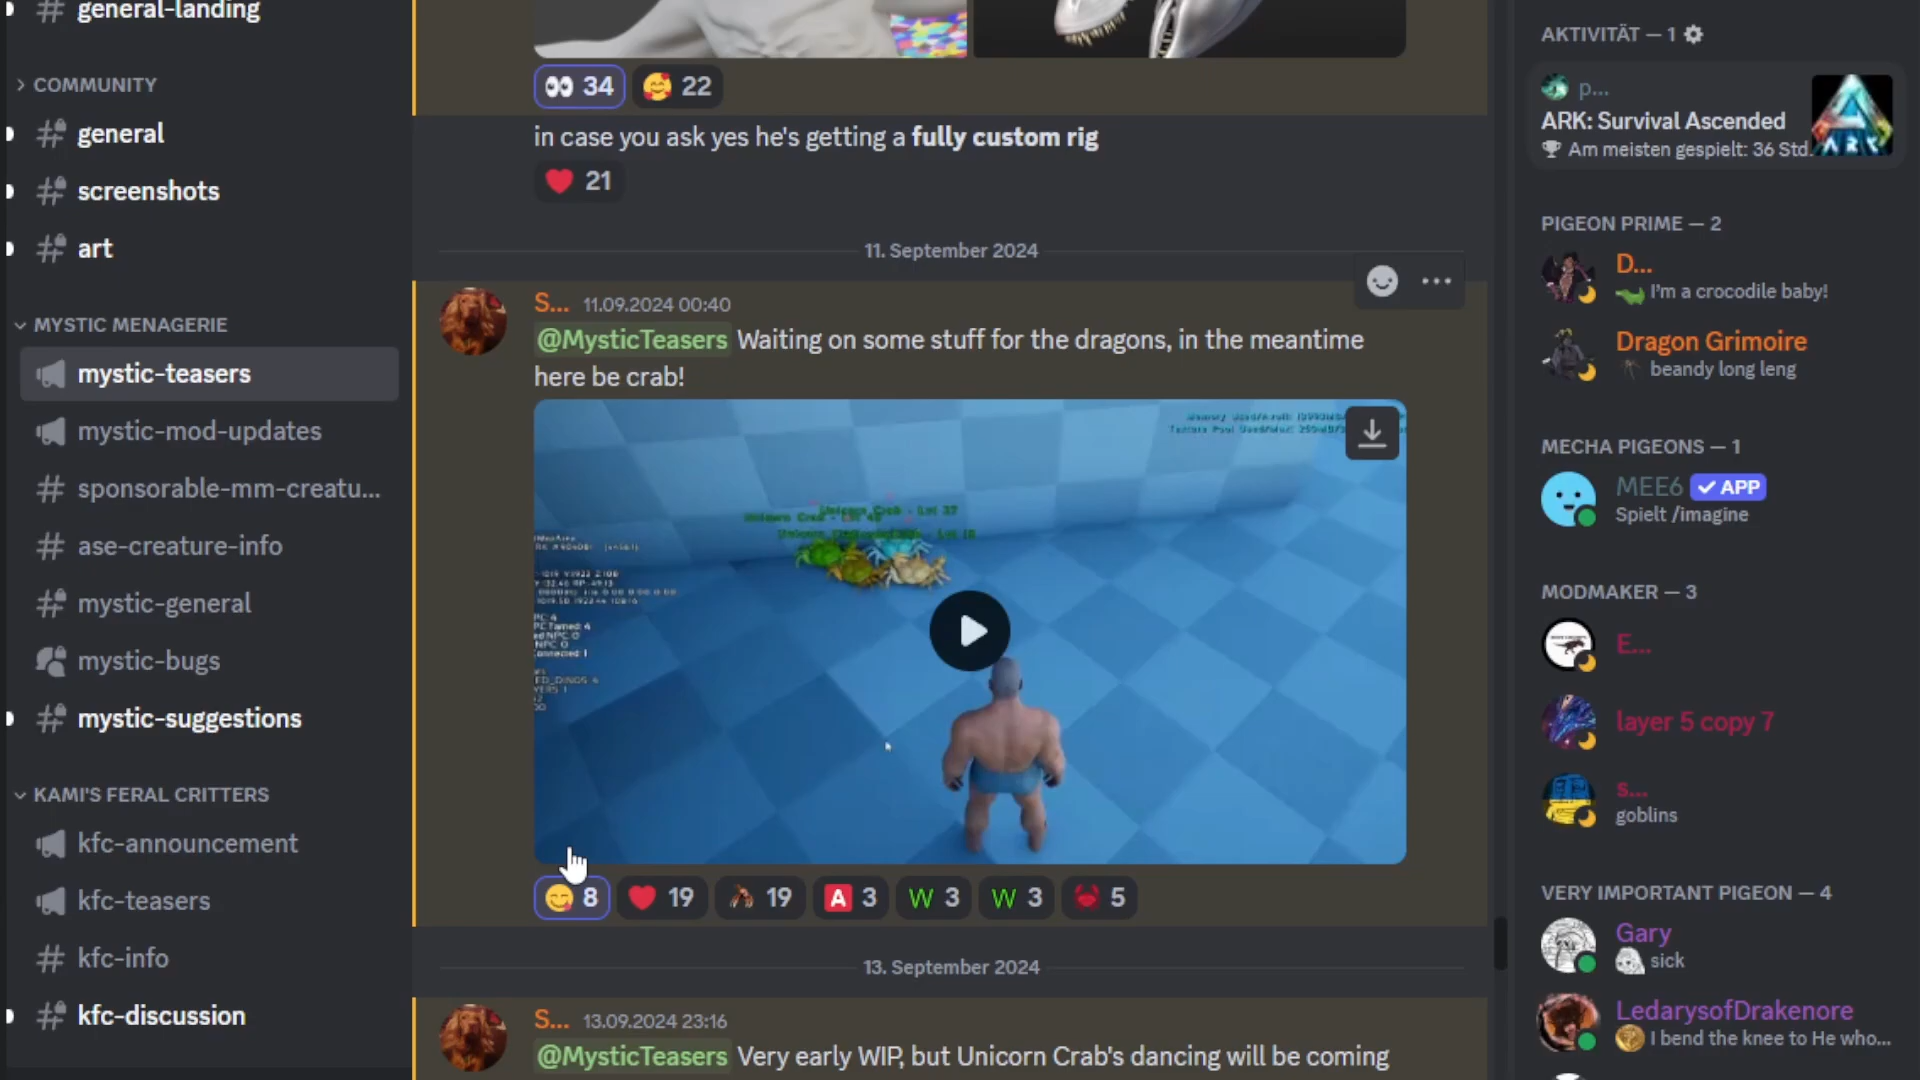 general-landing
COMMUNITY
general
screenshots
art
MYSTIC MENAGERIE
mystic-teasers
mystic-mod-updates
sponsorable-mm-creatu...
ase-creature-info
mystic-general
mystic-bugs
mystic-suggestions
KAMI'S FERAL CRITTERS
kfc-announcement
kfc-teasers
kfc-info
kfc-discussion
34 22
in case you ask yes he's getting a fully custom rig
21
11. September 2024
S... 11.09.2024 00:40
@MysticTeasers Waiting on some stuff for the dragons, in the meantime
here be crab!
Unicorn Crab - Lvl 37
8 19 19 A 3 W 3 W 3 5
13. September 2024
S... 13.09.2024 23:16
@MysticTeasers Very early WIP, but Unicorn Crab's dancing will be coming
AKTIVITÄT — 1
p...
ARK: Survival Ascended
Am meisten gespielt: 36 Std.
ARK
PIGEON PRIME — 2
D...
I'm a crocodile baby!
Dragon Grimoire
beandy long leng
MECHA PIGEONS — 1
MEE6 APP
Spielt /imagine
MODMAKER — 3
E...
layer 5 copy 7
s...
goblins
VERY IMPORTANT PIGEON — 4
Gary
sick
LedarysofDrakenore
I bend the knee to He who...